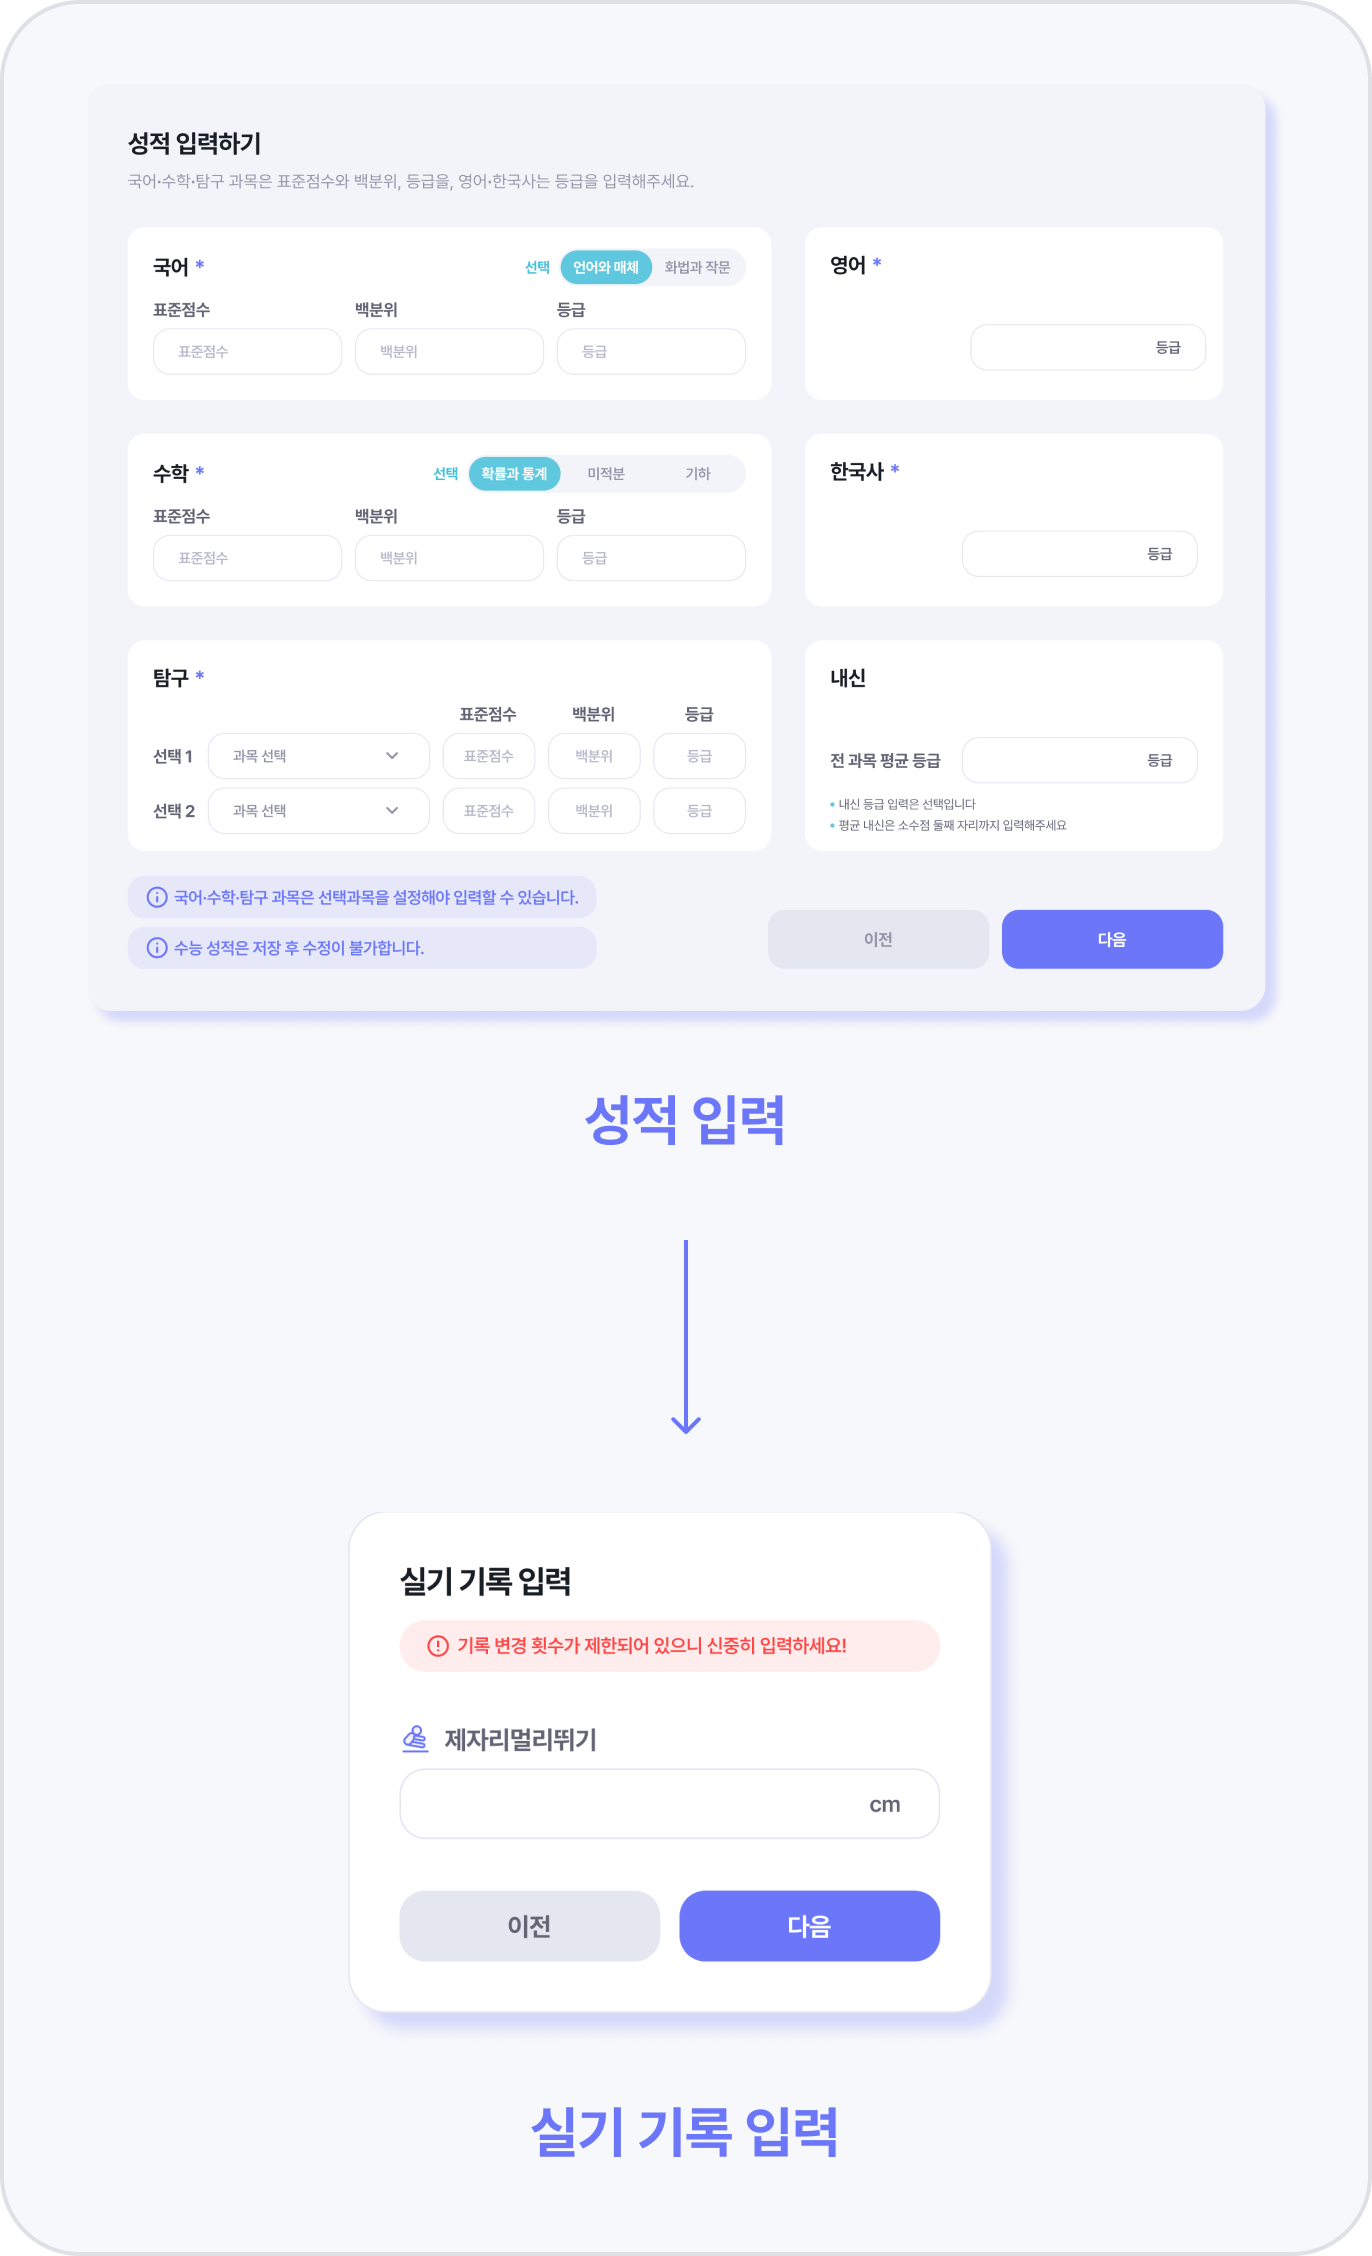 성적 입력하기
국어·수학·탐구 과목은 표준점수와 백분위, 등급을, 영어·한국사는 등급을 입력해주세요.
국어 *
선택 언어와 매체 화법과 작문
표준점수 백분위 등급
표준점수 백분위 등급
영어 *
등급
수학 *
선택 확률과 통계 미적분 기하
표준점수 백분위 등급
표준점수 백분위 등급
한국사 *
등급
탐구 *
표준점수 백분위 등급
선택 1 과목 선택 표준점수 백분위 등급
선택 2 과목 선택 표준점수 백분위 등급
내신
전 과목 평균 등급 등급
• 내신 등급 입력은 선택입니다
• 평균 내신은 소수점 둘째 자리까지 입력해주세요
국어·수학·탐구 과목은 선택과목을 설정해야 입력할 수 있습니다.
수능 성적은 저장 후 수정이 불가합니다.
이전 다음
성적 입력
실기 기록 입력
기록 변경 횟수가 제한되어 있으니 신중히 입력하세요!
제자리멀리뛰기
cm
이전 다음
실기 기록 입력